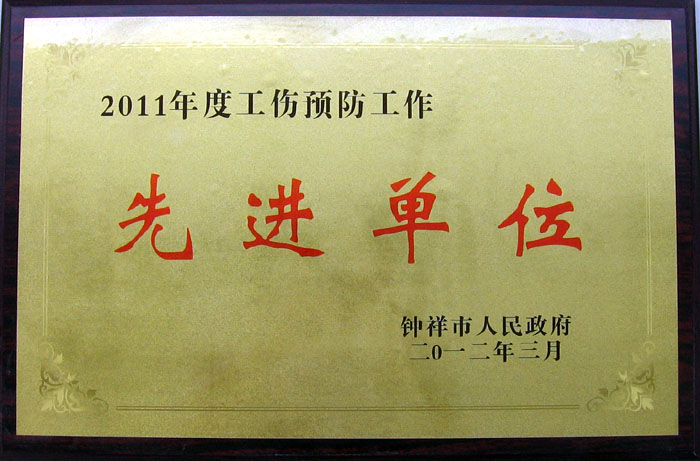 2011年度工伤预防工作
先进单位
钟祥市人民政府
二0一二年三月